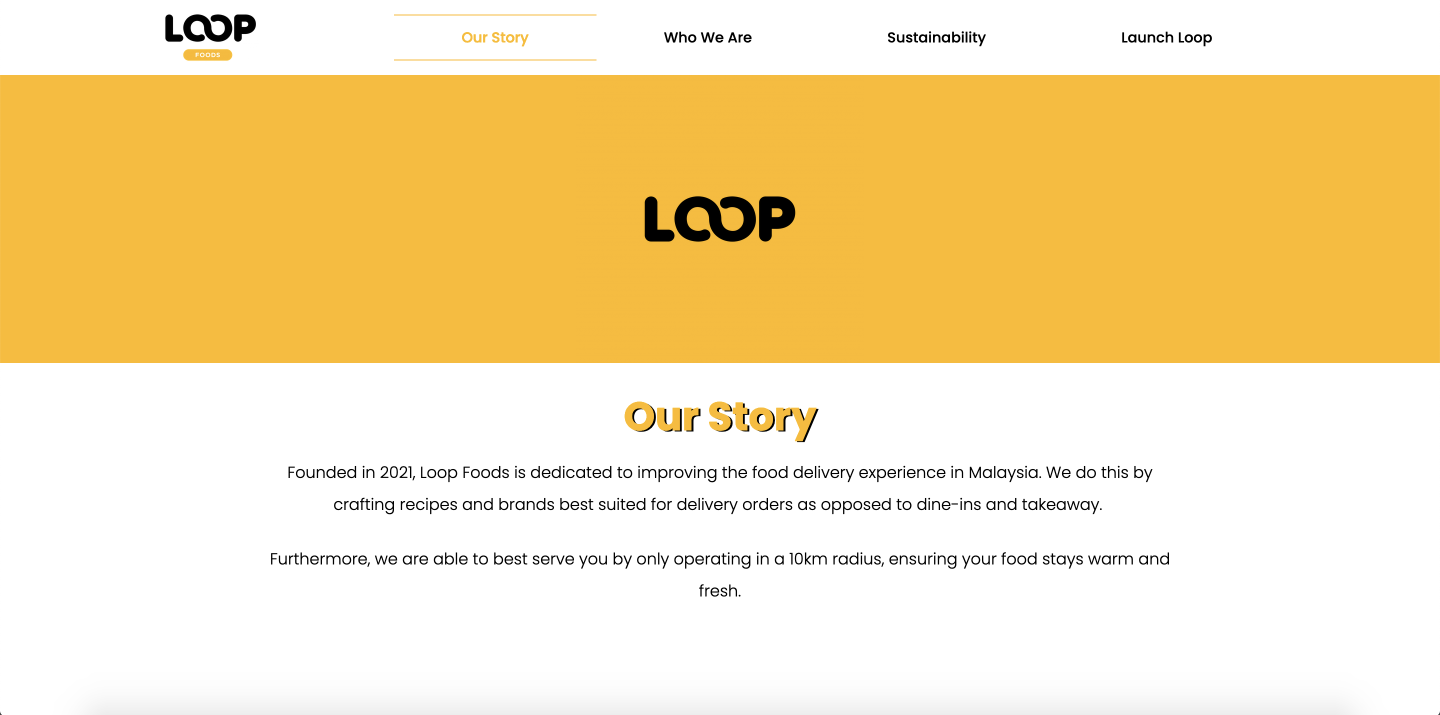 LOOP
FOODS
Our Story
Who We Are
Sustainability
Launch Loop
LOOP
Our Story
Founded in 2021, Loop Foods is dedicated to improving the food delivery experience in Malaysia. We do this by
crafting recipes and brands best suited for delivery orders as opposed to dine-ins and takeaway.
Furthermore, we are able to best serve you by only operating in a 10km radius, ensuring your food stays warm and
fresh.